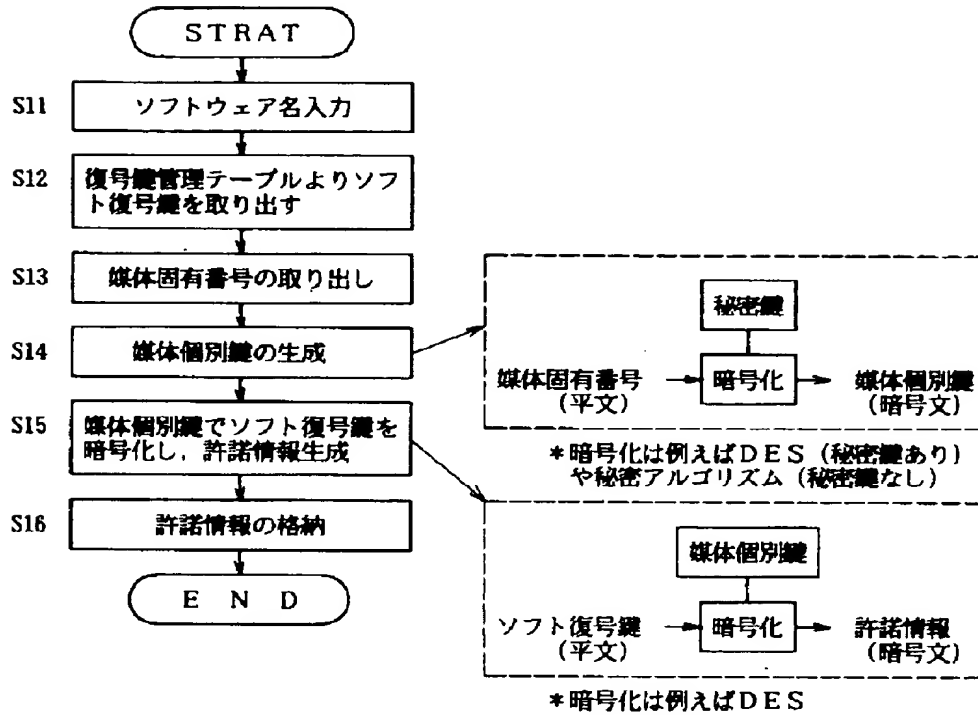 STRAT
S11
ソフトウェア名入力
S12
復号鍵管理テーブルよりソフ
ト復号鍵を取り出す
S13
媒体固有番号の取り出し
S14
媒体個別鍵の生成
S15
媒体個別鍵でソフト復号鍵を
暗号化し,許諾情報生成
S16
許諾情報の格納
END
秘密鍵
媒体固有番号
(平文)
暗号化
媒体個別鍵
(暗号文)
*暗号化は例えばDES(秘密鍵あり)
や秘密アルゴリズム(秘密鍵なし)
媒体個別鍵
ソフト復号鍵
(平文)
暗号化
許諾情報
(暗号文)
*暗号化は例えばDES